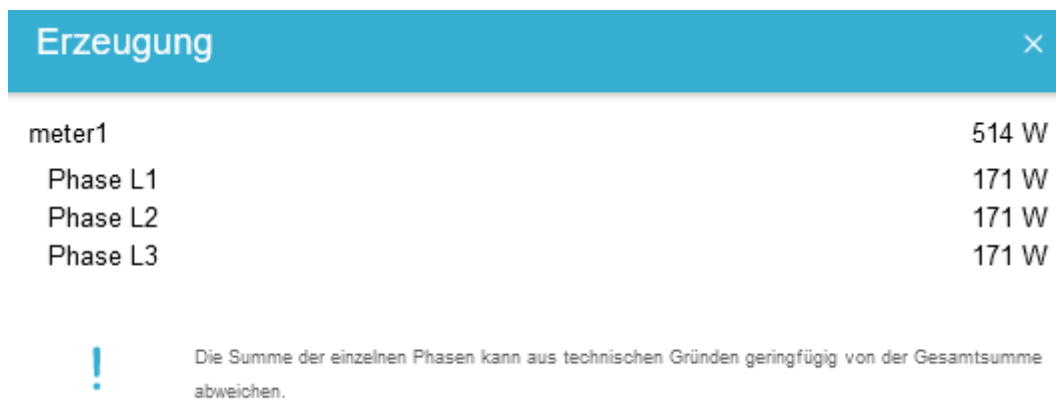 Erzeugung ×
meter1 514 W
Phase L1 171 W
Phase L2 171 W
Phase L3 171 W
! Die Summe der einzelnen Phasen kann aus technischen Gründen geringfügig von der Gesamtsumme
abweichen.